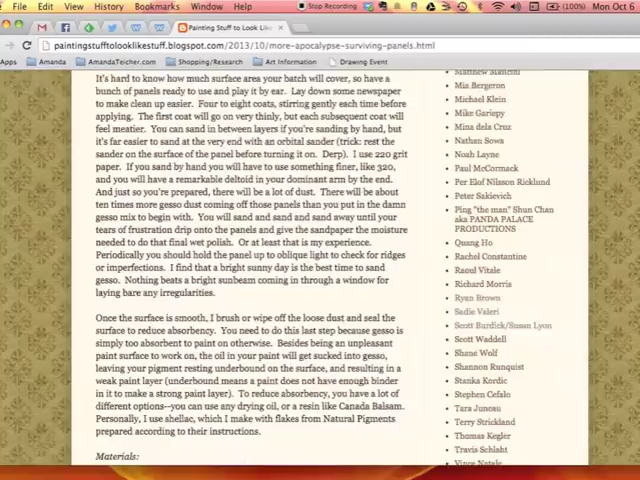 File Edit View History Bookmarks Window Help
Stop Recording
(100%) Mon Oct 6
Painting Stuff to Look Like
paintingstufftolooklikestuff.blogspot.com/2013/10/more-apocalypse-surviving-panels.html
Apps Amanda AmandaTeicher.com Shopping/Research Art Information Drawing Event
It's hard to know how much surface area your batch will cover, so have a
bunch of panels ready to use and play it by ear. Lay down some newspaper
to make clean up easier. Four to eight coats, stirring gently each time before
applying. The first coat will go on very thinly, but each subsequent coat will
feel meatier. You can sand in between layers if you're sanding by hand, but
it's far easier to sand at the very end with an orbital sander (trick: rest the
sander on the surface of the panel before turning it on. Derp). I use 220 grit
paper. If you sand by hand you will have to use something finer, like 320,
and you will have a remarkable deltoid in your dominant arm by the end.
And just so you're prepared, there will be a lot of dust. There will be about
ten times more gesso dust coming off those panels than you put in the damn
gesso mix to begin with. You will sand and sand and sand away until your
tears of frustration drip onto the panels and give the sandpaper the moisture
needed to do that final wet polish. Or at least that is my experience.
Periodically you should hold the panel up to oblique light to check for ridges
or imperfections. I find that a bright sunny day is the best time to sand
gesso. Nothing beats a bright sunbeam coming in through a window for
laying bare any irregularities.
Once the surface is smooth, I brush or wipe off the loose dust and seal the
surface to reduce absorbency. You need to do this last step because gesso is
simply too absorbent to paint on otherwise. Besides being an unpleasant
paint surface to work on, the oil in your paint will get sucked into gesso,
leaving your pigment resting underbound on the surface, and resulting in a
weak paint layer (underbound means a paint does not have enough binder
in it to make a strong paint layer). To reduce absorbency, you have a lot of
different options--you can use any drying oil, or a resin like Canada Balsam.
Personally, I use shellac, which I make with flakes from Natural Pigments
prepared according to their instructions.
Materials:
Matthew Mancini
Mia Bergeron
Michael Klein
Mike Gariepy
Mina dela Cruz
Nathan Sowa
Noah Layne
Paul McCormack
Per Elof Nilsson Ricklund
Peter Sakievich
Ping "the man" Shun Chan
aka PANDA PALACE
PRODUCTIONS
Quang Ho
Rachel Constantine
Raoul Vitale
Richard Morris
Ryan Brown
Sadie Valeri
Scott Burdick/Susan Lyon
Scott Waddell
Shane Wolf
Shannon Runquist
Stanka Kordic
Stephen Cefalo
Tara Juneau
Terry Strickland
Thomas Kegler
Travis Schlaht
Vince Natale